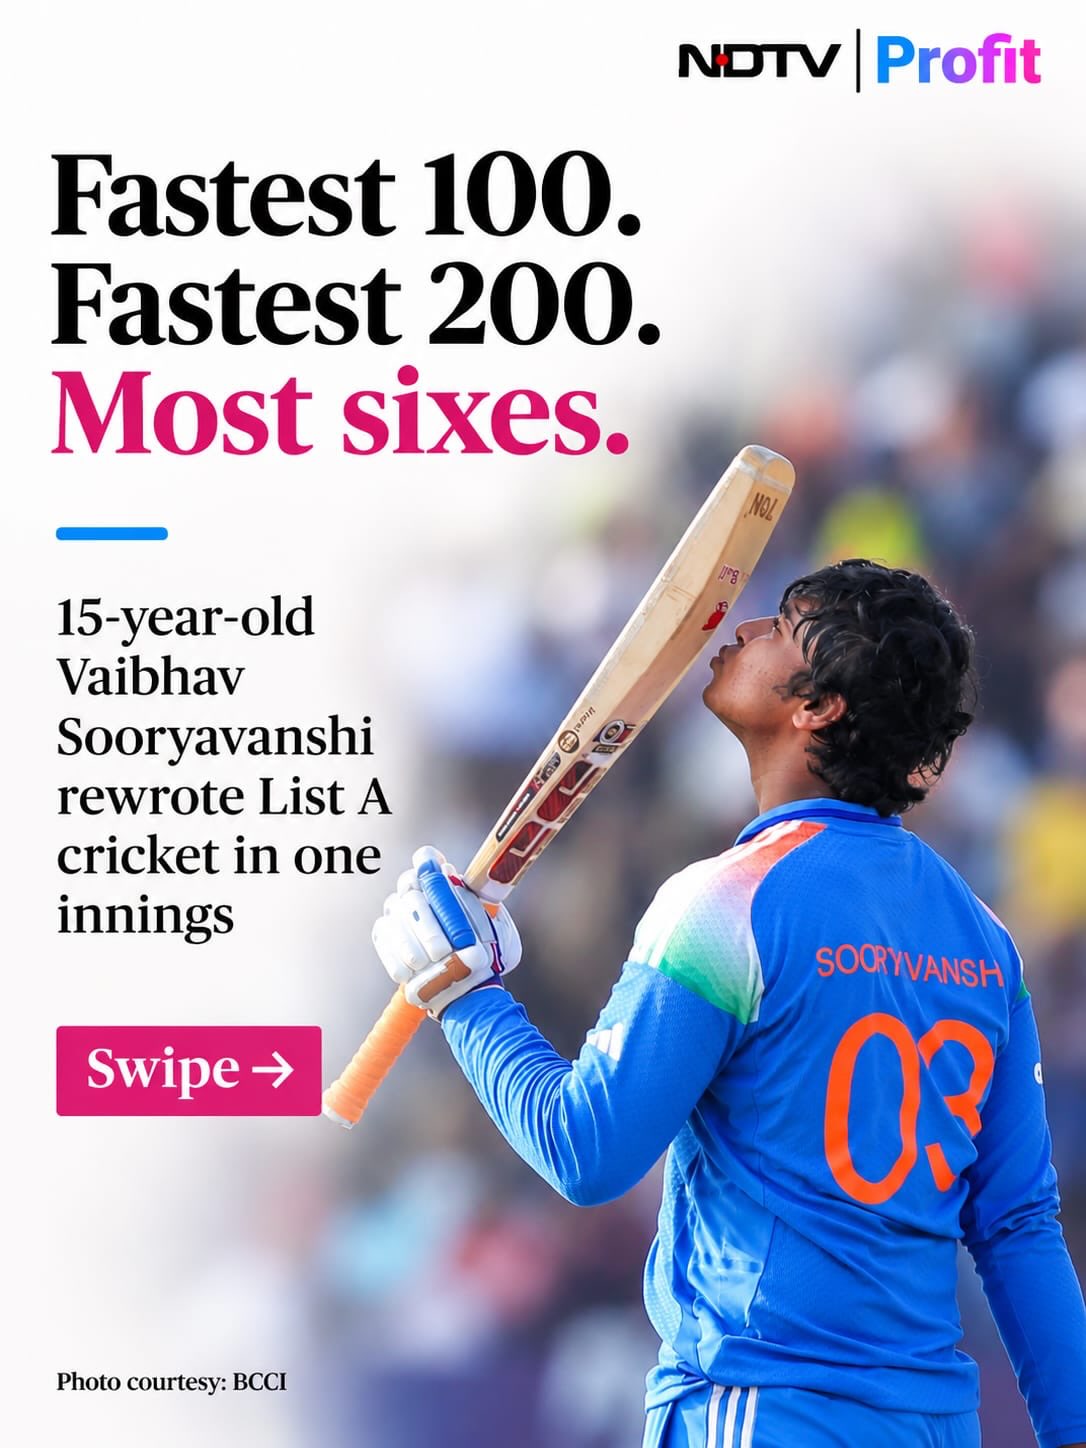 NDTV | Profit
Fastest 100.
Fastest 200.
Most sixes.
15-year-old
Vaibhav
Sooryavanshi
rewrote List A
cricket in one
innings
Swipe →
SOORYVANSH
03
Photo courtesy: BCCI